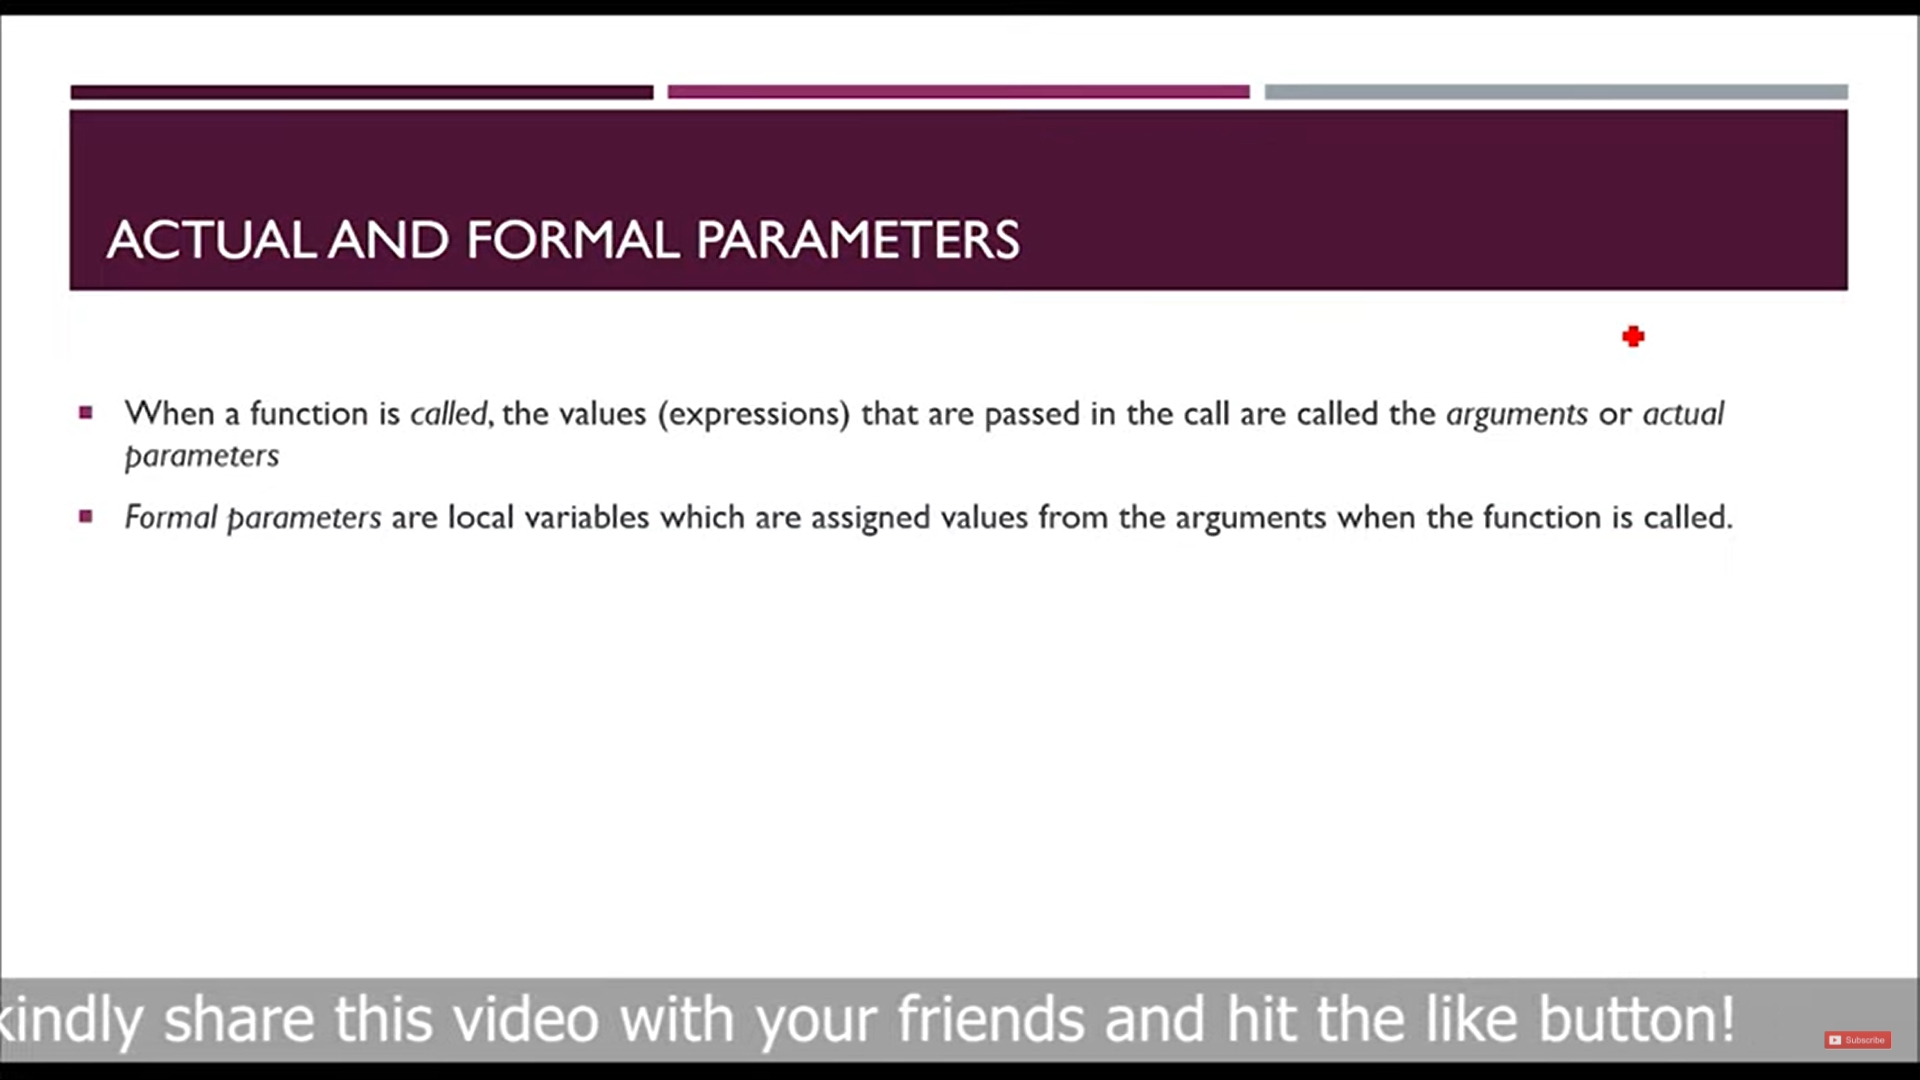 ACTUAL AND FORMAL PARAMETERS
When a function is called, the values (expressions) that are passed in the call are called the arguments or actual
parameters
Formal parameters are local variables which are assigned values from the arguments when the function is called.
kindly share this video with your friends and hit the like button!
Subscribe